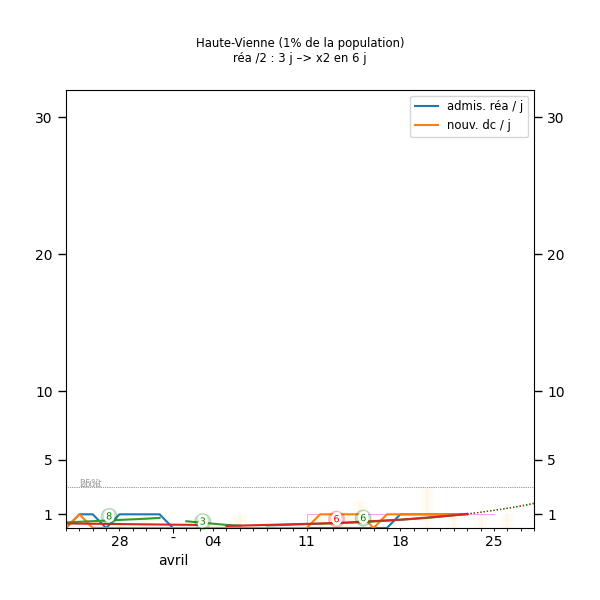 Haute-Vienne (1% de la population)
réa /2 : 3 j –> x2 en 6 j
admis. réa / j
nouv. dc / j
30 30
20 20
10 10
5 5
1 1
8 3 6 6
28 - 04 11 18 25
avril